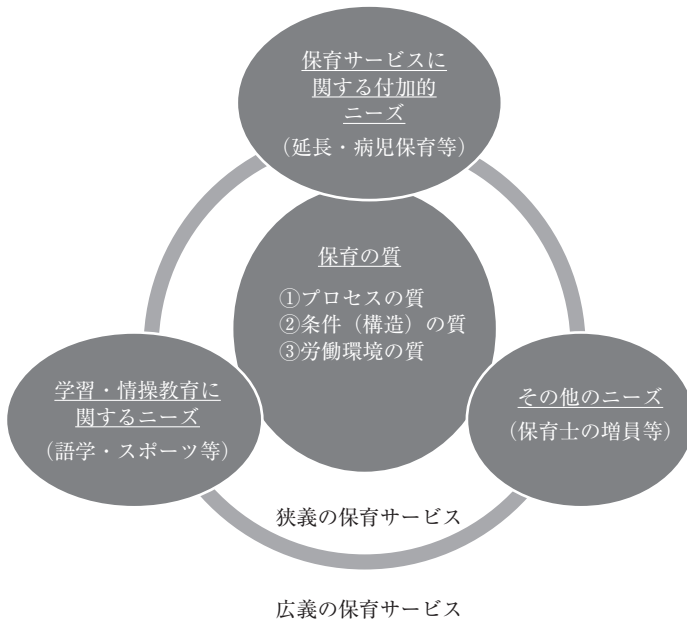 保育サービスに
関する付加的
ニーズ
（延長・病児保育等）
保育の質
①プロセスの質
②条件（構造）の質
③労働環境の質
学習・情操教育に
関するニーズ
（語学・スポーツ等）
その他のニーズ
（保育士の増員等）
狭義の保育サービス
広義の保育サービス